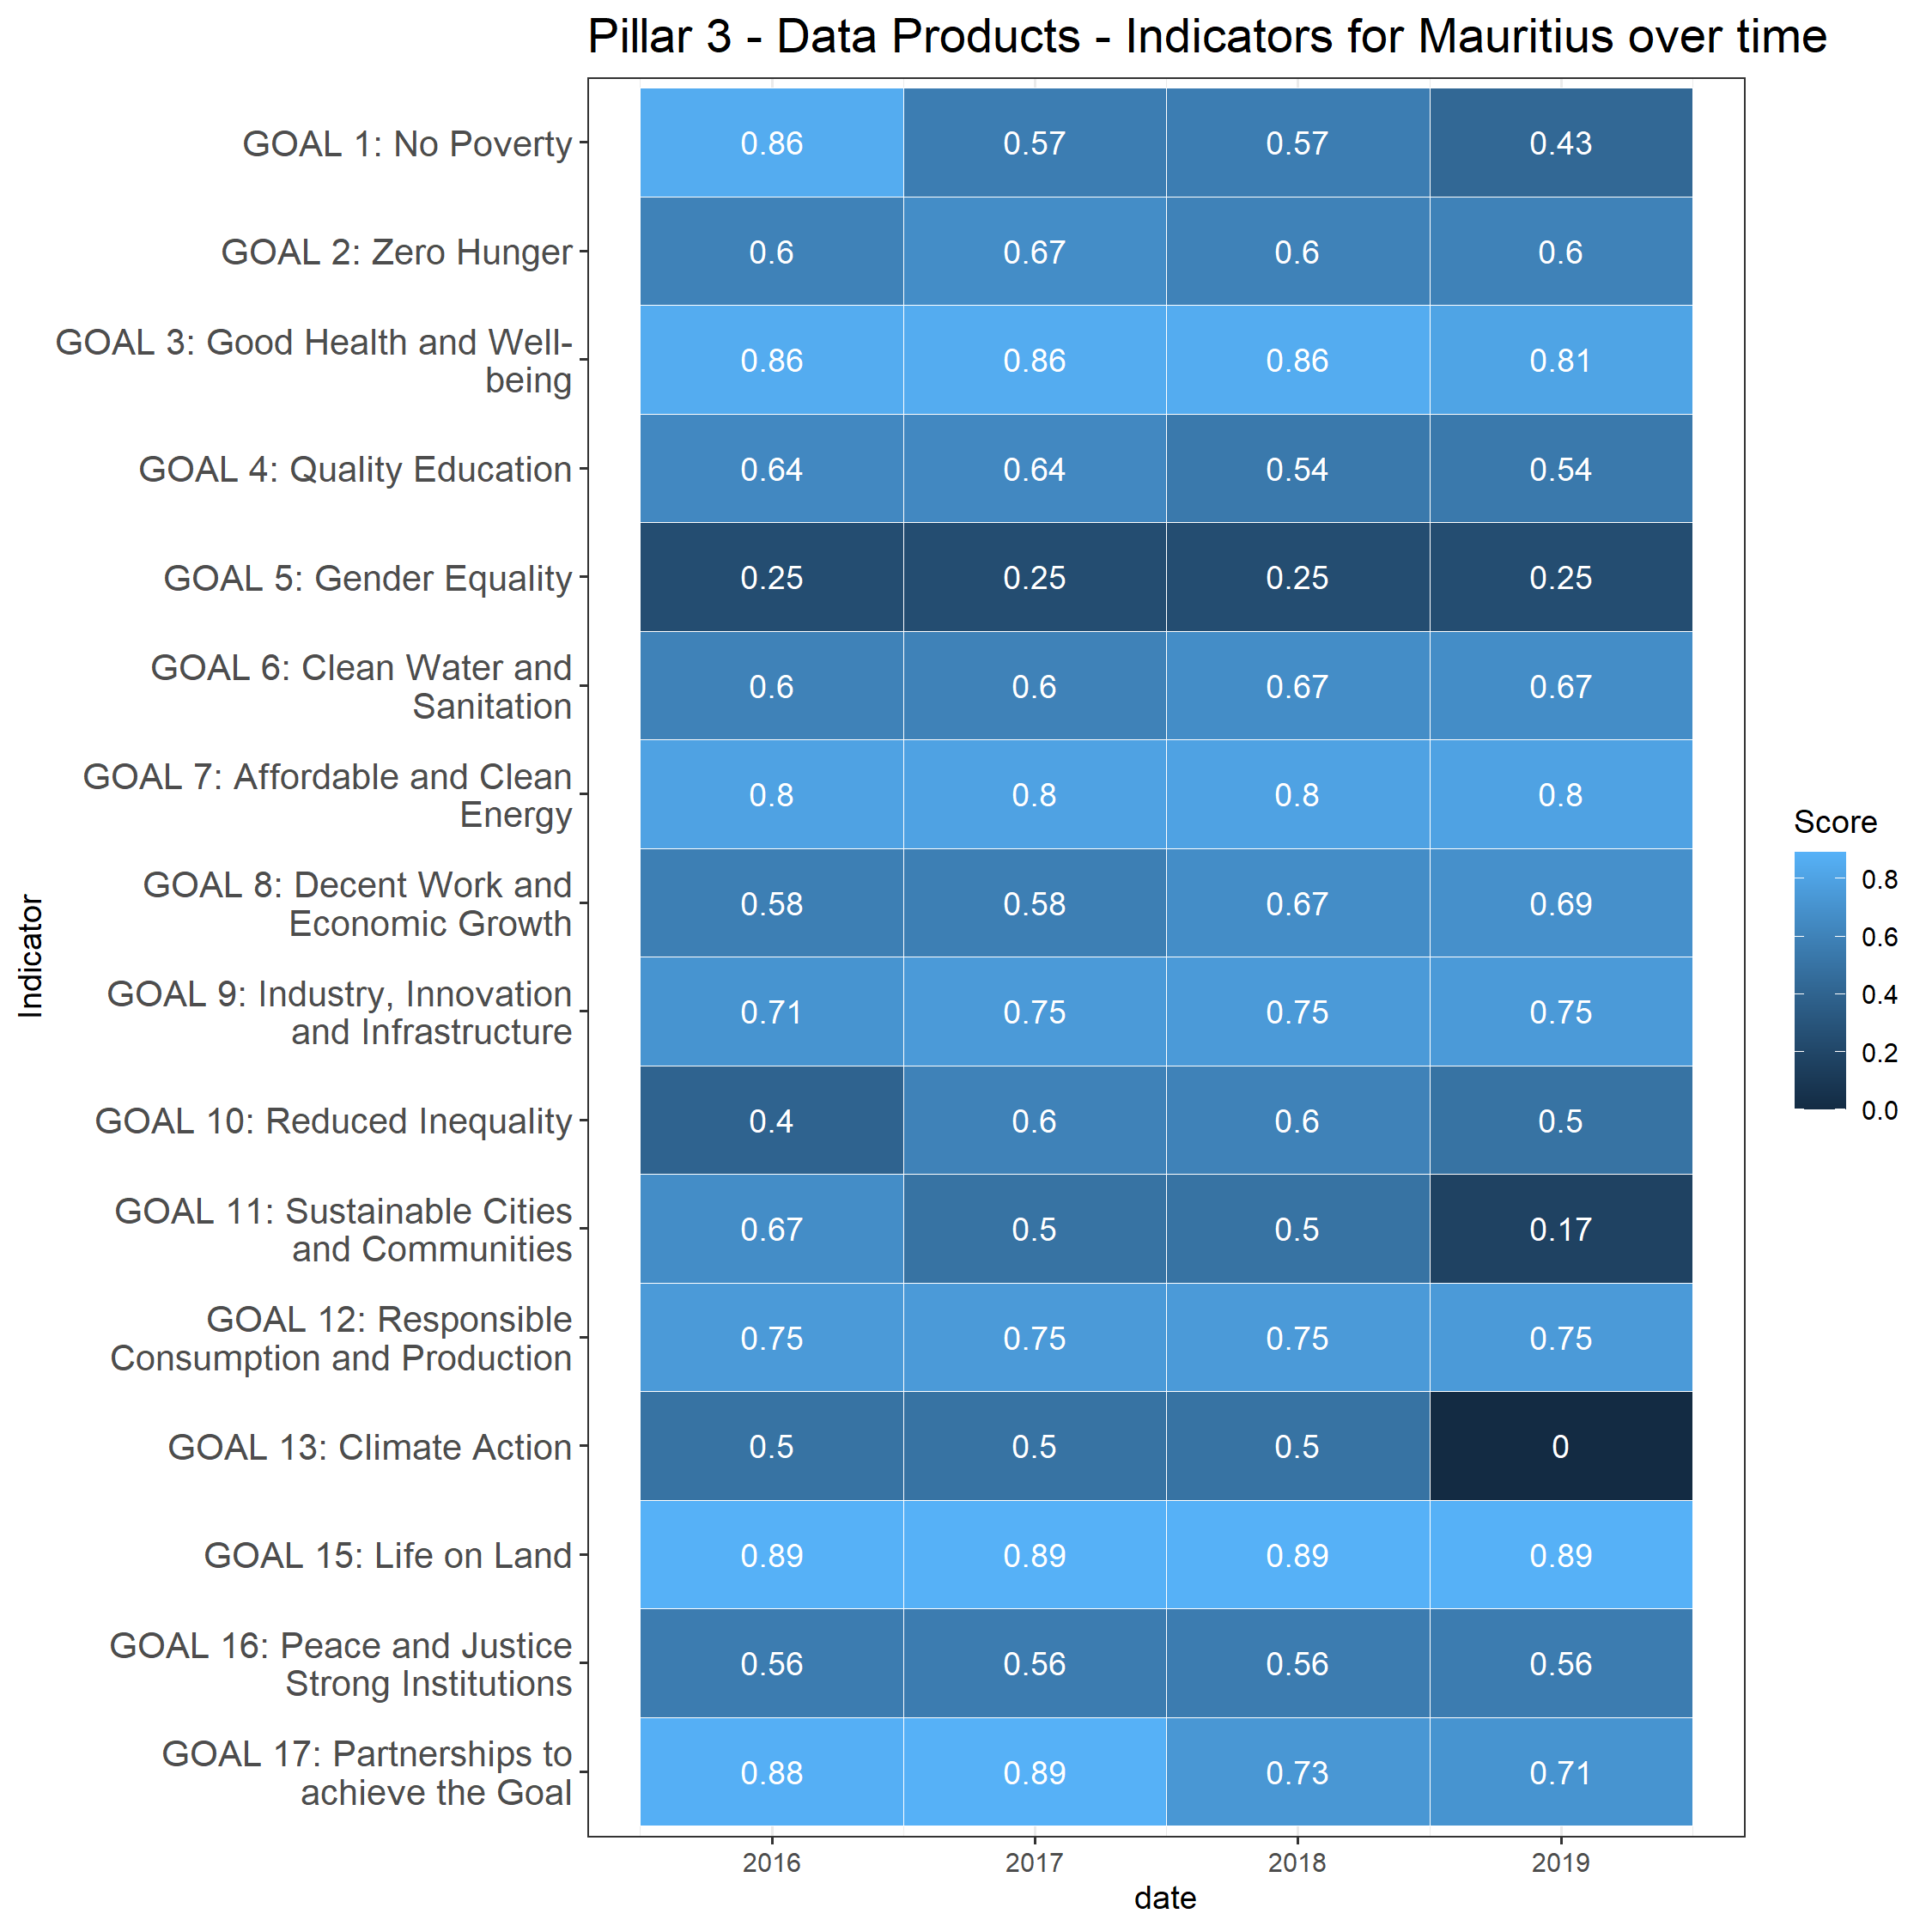 Pillar 3 - Data Products - Indicators for Mauritius over time
GOAL 1: No Poverty 0.86 0.57 0.57 0.43
GOAL 2: Zero Hunger 0.6 0.67 0.6 0.6
GOAL 3: Good Health and Well-
being 0.86 0.86 0.86 0.81
GOAL 4: Quality Education 0.64 0.64 0.54 0.54
GOAL 5: Gender Equality 0.25 0.25 0.25 0.25
GOAL 6: Clean Water and
Sanitation 0.6 0.6 0.67 0.67
GOAL 7: Affordable and Clean
Energy 0.8 0.8 0.8 0.8
GOAL 8: Decent Work and
Economic Growth 0.58 0.58 0.67 0.69
GOAL 9: Industry, Innovation
and Infrastructure 0.71 0.75 0.75 0.75
GOAL 10: Reduced Inequality 0.4 0.6 0.6 0.5
GOAL 11: Sustainable Cities
and Communities 0.67 0.5 0.5 0.17
GOAL 12: Responsible
Consumption and Production 0.75 0.75 0.75 0.75
GOAL 13: Climate Action 0.5 0.5 0.5 0
GOAL 15: Life on Land 0.89 0.89 0.89 0.89
GOAL 16: Peace and Justice
Strong Institutions 0.56 0.56 0.56 0.56
GOAL 17: Partnerships to
achieve the Goal 0.88 0.89 0.73 0.71
2016 2017 2018 2019
date
Indicator
Score
0.8
0.6
0.4
0.2
0.0